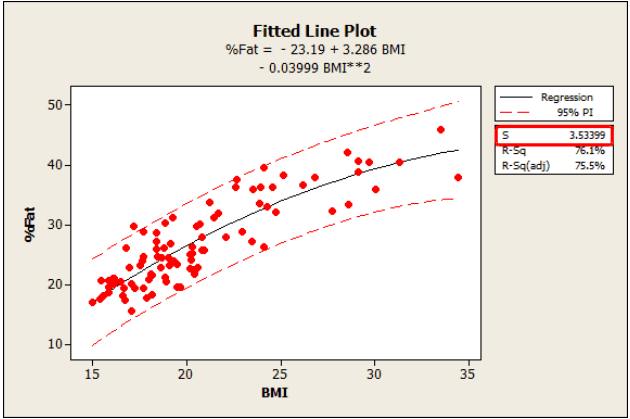 Fitted Line Plot
%Fat = - 23.19 + 3.286 BMI
- 0.03999 BMI**2
50
40
30
20
10
%Fat
15 20 25 30 35
BMI
Regression
95% PI
S 3.53399
R-Sq 76.1%
R-Sq(adj) 75.5%